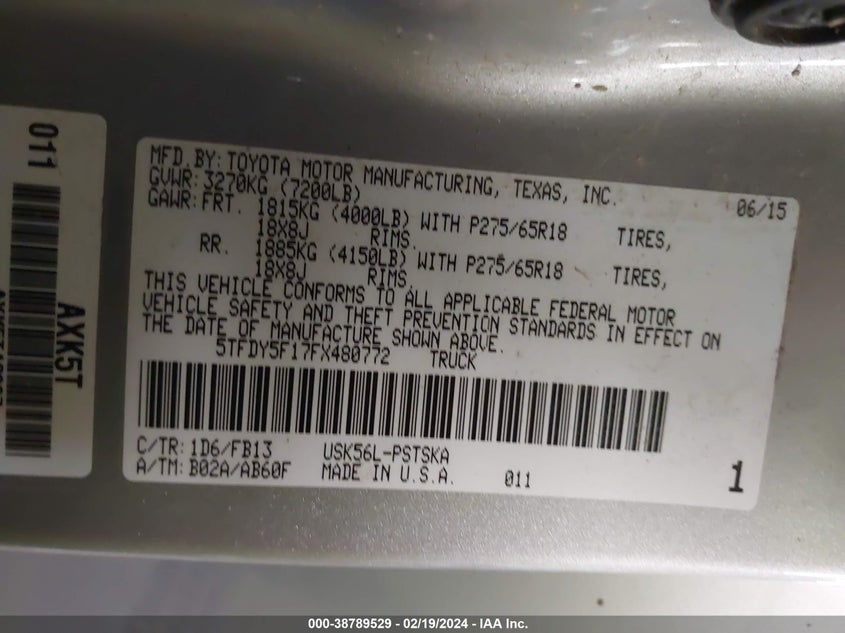 011
AXK5T
MFD.BY:TOYOTA MOTOR MANUFACTURING, TEXAS, INC. 06/15
GVWR:3270KG (7200LB)
GAWR:FRT. 1815KG (4000LB) WITH P275/65R18 TIRES,
18X8J RIMS,
RR. 1885KG (4150LB) WITH P275/65R18 TIRES,
18X8J RIMS,
THIS VEHICLE CONFORMS TO ALL APPLICABLE FEDERAL MOTOR
VEHICLE SAFETY AND THEFT PREVENTION STANDARDS IN EFFECT ON
THE DATE OF MANUFACTURE SHOWN ABOVE.
5TFDY5F17FX480772 TRUCK
C/TR: 1D6/FB13 USK56L-PSTSKA
A/TM: B02A/AB60F MADE IN U.S.A. 011 1
000-38789529 - 02/19/2024 - IAA Inc.